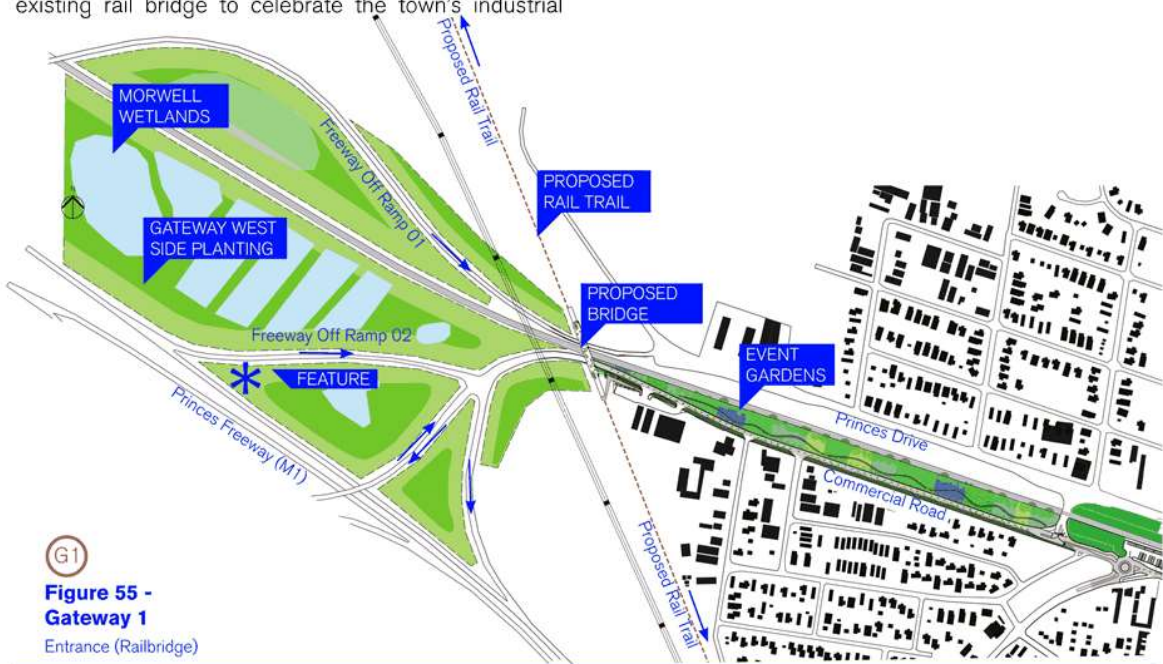 existing rail bridge to celebrate the town's industrial
Proposed Rail Trail
MORWELL
WETLANDS
Freeway Off Ramp 01
PROPOSED
RAIL TRAIL
N
GATEWAY WEST
SIDE PLANTING
PROPOSED
BRIDGE
Freeway Off Ramp 02
EVENT
GARDENS
FEATURE
Princes Freeway (M1)
Princes Drive
Commercial Road
Proposed Rail Trail
G1
Figure 55 -
Gateway 1
Entrance (Railbridge)